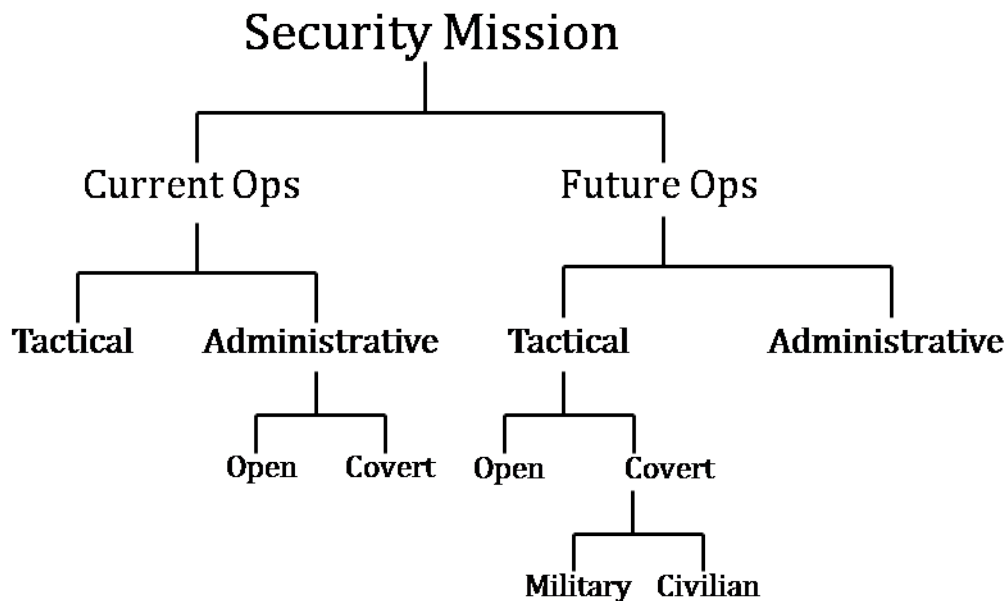 Security Mission
Current Ops Future Ops
Tactical Administrative Tactical Administrative
Open Covert Open Covert
Military Civilian